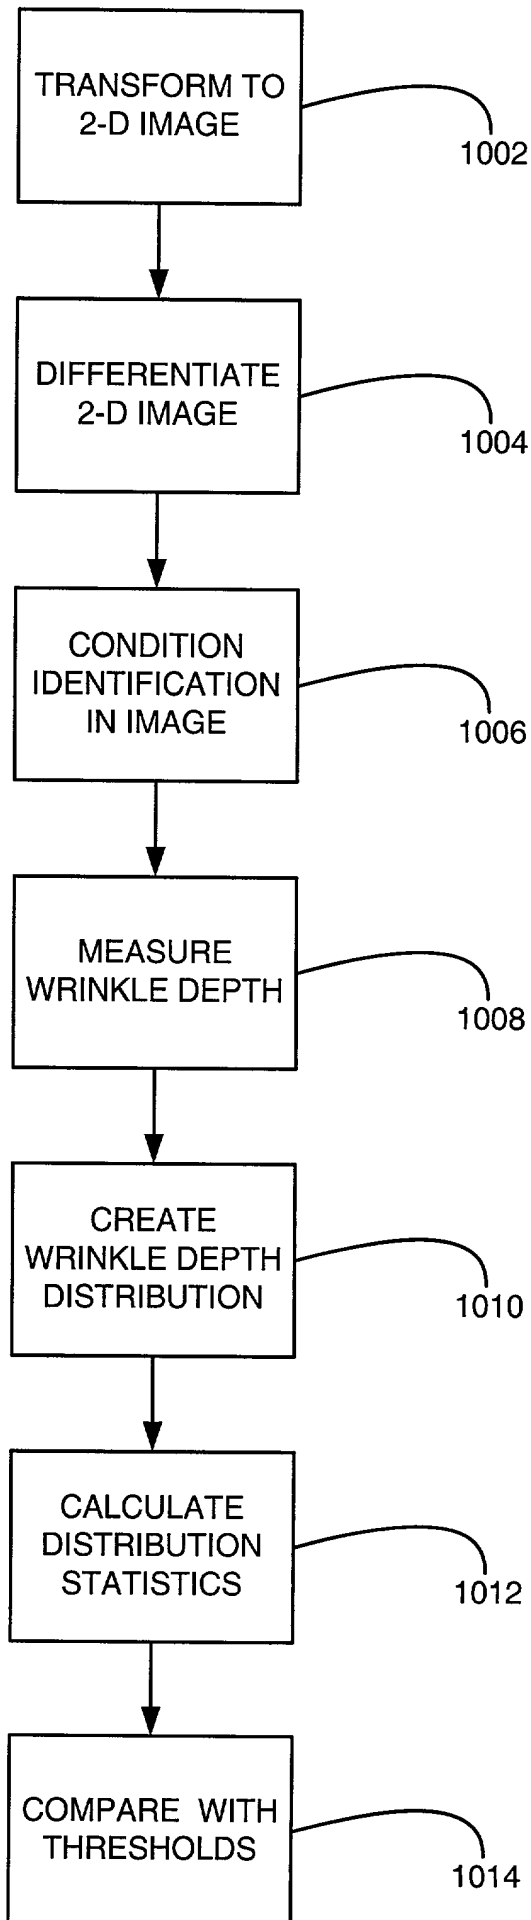 TRANSFORM TO
2-D IMAGE
1002
DIFFERENTIATE
2-D IMAGE
1004
CONDITION
IDENTIFICATION
IN IMAGE
1006
MEASURE
WRINKLE DEPTH
1008
CREATE
WRINKLE DEPTH
DISTRIBUTION
1010
CALCULATE
DISTRIBUTION
STATISTICS
1012
COMPARE WITH
THRESHOLDS
1014